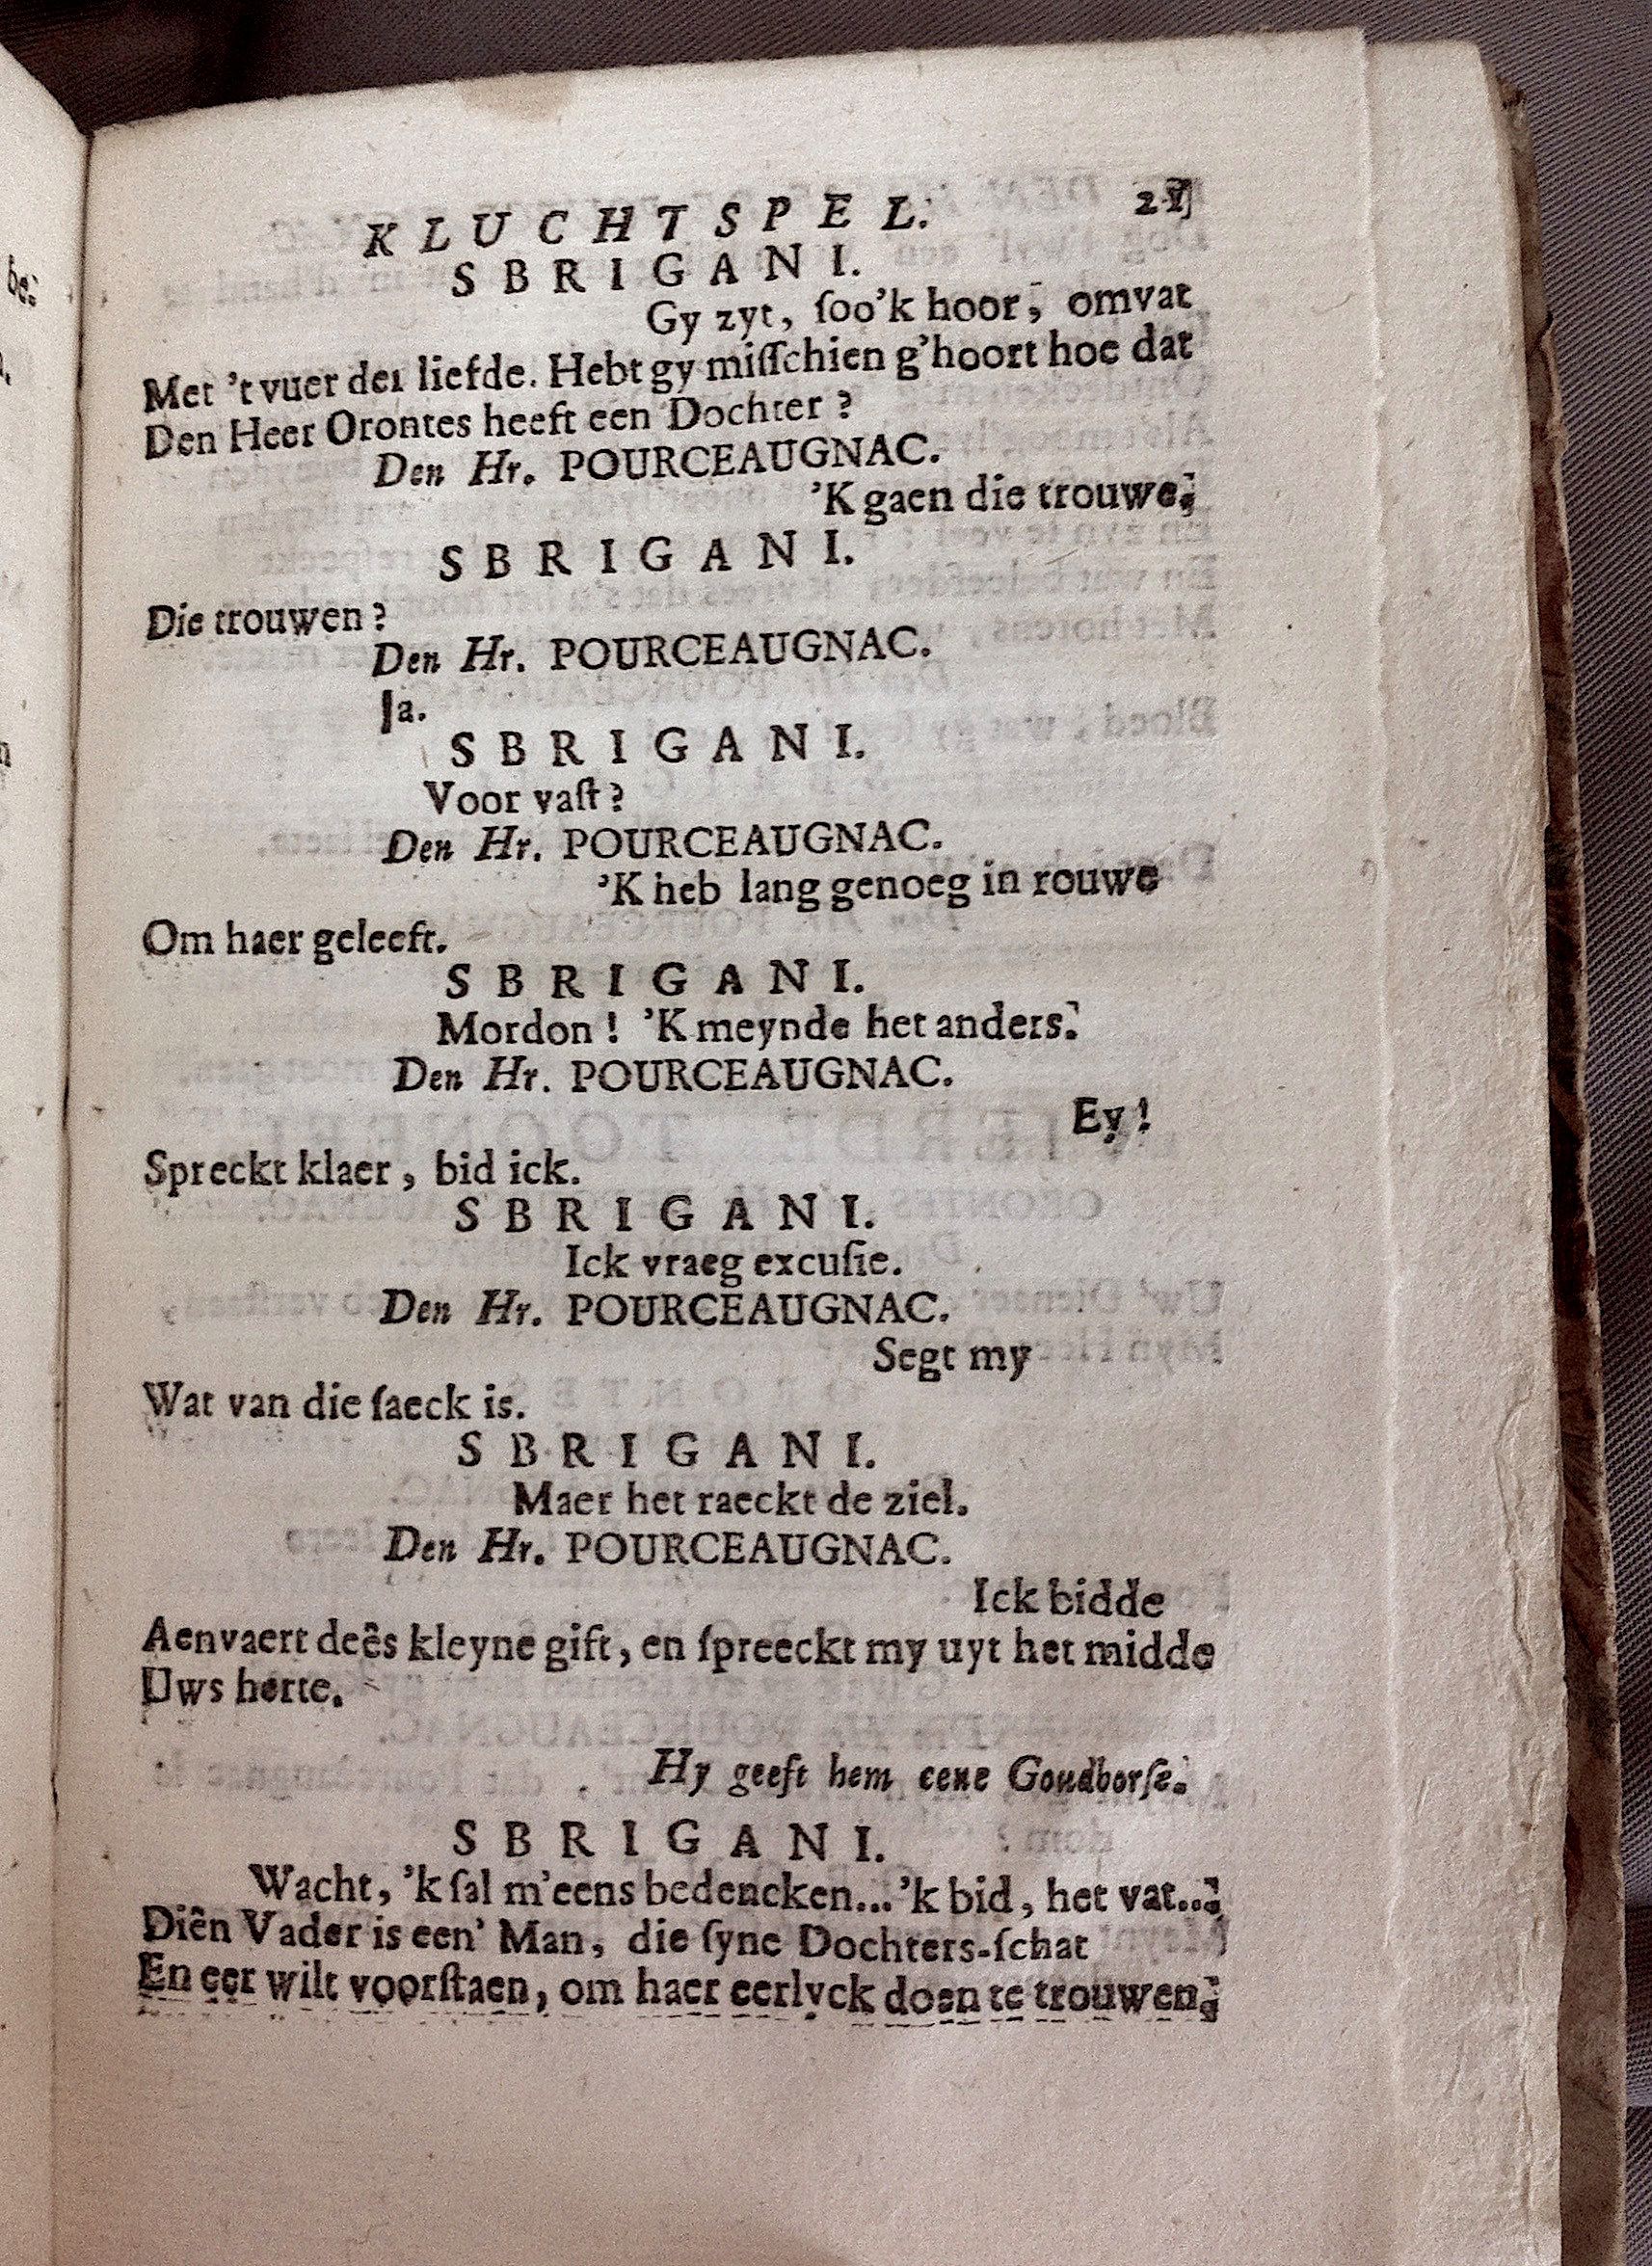 KLUCHTSPEL.
SBRIGANI.
Gy zyt, ſoo'k hoor, omvat
Met 't vuer der liefde. Hebt gy miſſchien g'hoort hoe dat
Den Heer Orontes heeft een Dochter ?
Den Hr. POURCEAUGNAC.
'K gaen die trouwe.
SBRIGANI.
Die trouwen ?
Den Hr. POURCEAUGNAC.
Ja.
SBRIGANI.
Voor vaſt ?
Den Hr. POURCEAUGNAC.
'K heb lang genoeg in rouwe
Om haer geleeft.
SBRIGANI.
Mordon ! 'K meynde het anders.
Den Hr. POURCEAUGNAC.
Ey !
Spreckt klaer, bid ick.
SBRIGANI.
Ick vraeg excuſie.
Den Hr. POURCEAUGNAC.
Segt my
Wat van die ſaeck is.
SBRIGANI.
Maer het raeckt de ziel.
Den Hr. POURCEAUGNAC.
Ick bidde
Aenvaert deês kleyne gift, en ſpreeckt my uyt het midde
Uws herte.
Hy geeft hem eene Goudborſe.
SBRIGANI.
Wacht, 'k ſal m'eens bedencken... 'k bid, het vat...
Diên Vader is een' Man, die ſyne Dochters-ſchat
En eer wilt voorſtaen, om haer eerlyck doen te trouwen.